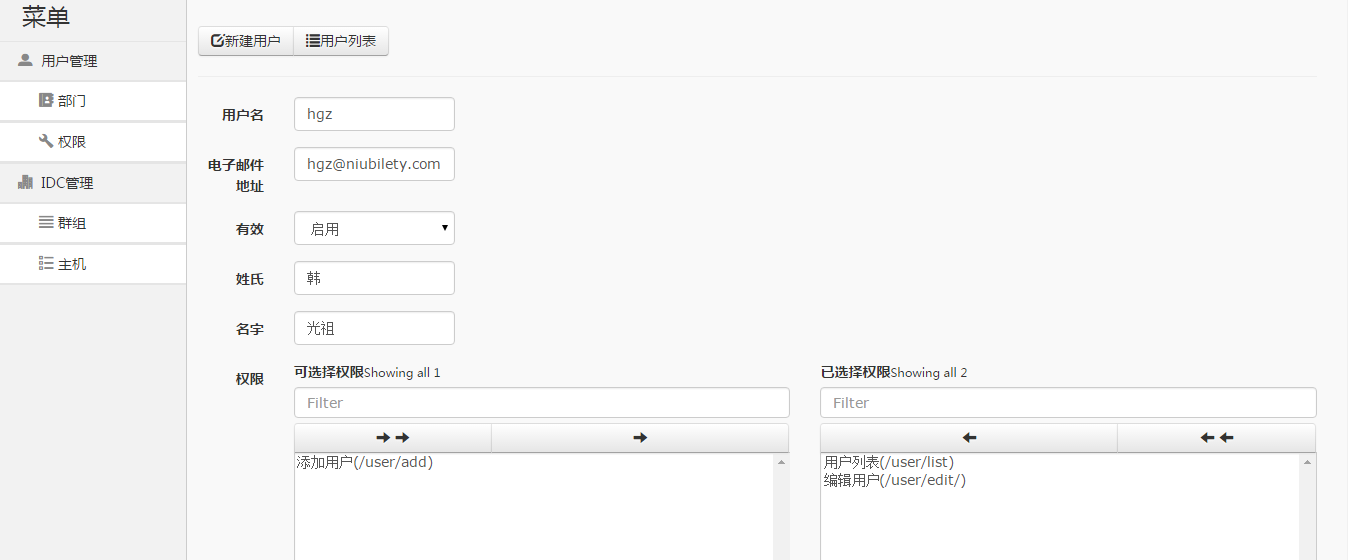 菜单
用户管理
部门
权限
IDC管理
群组
主机
新建用户 用户列表
用户名 hgz
电子邮件地址 hgz@niubilety.com
有效 启用
姓氏 韩
名字 光祖
权限
可选择权限Showing all 1
Filter
添加用户(/user/add)
已选择权限Showing all 2
Filter
用户列表(/user/list)
编辑用户(/user/edit/)